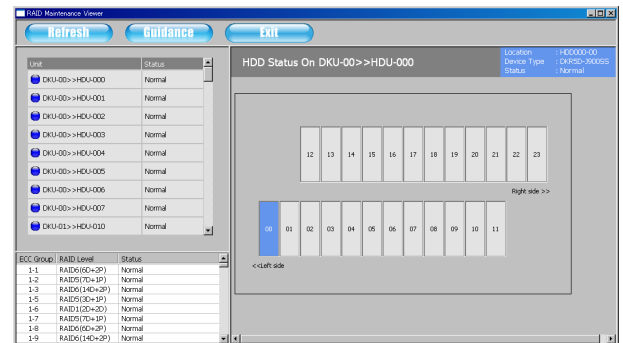 RAID Maintenance Viewer
Refresh Guidance Exit
Unit Status
DKU-00>>HDU-000 Normal
DKU-00>>HDU-001 Normal
DKU-00>>HDU-002 Normal
DKU-00>>HDU-003 Normal
DKU-00>>HDU-004 Normal
DKU-00>>HDU-005 Normal
DKU-00>>HDU-006 Normal
DKU-00>>HDU-007 Normal
DKU-01>>HDU-010 Normal
ECC Group RAID Level Status
1-1 RAID6(6D+2P) Normal
1-2 RAID5(7D+1P) Normal
1-3 RAID6(14D+2P) Normal
1-5 RAID5(3D+1P) Normal
1-6 RAID1(2D+2D) Normal
1-7 RAID5(7D+1P) Normal
1-8 RAID6(6D+2P) Normal
1-9 RAID6(14D+2P) Normal
HDD Status On DKU-00>>HDU-000
Location : HDD000-00
Device Type : DKR5D-J900SS
Status : Normal
12 13 14 15 16 17 18 19 20 21 22 23
Right side >>
00 01 02 03 04 05 06 07 08 09 10 11
<<Left side